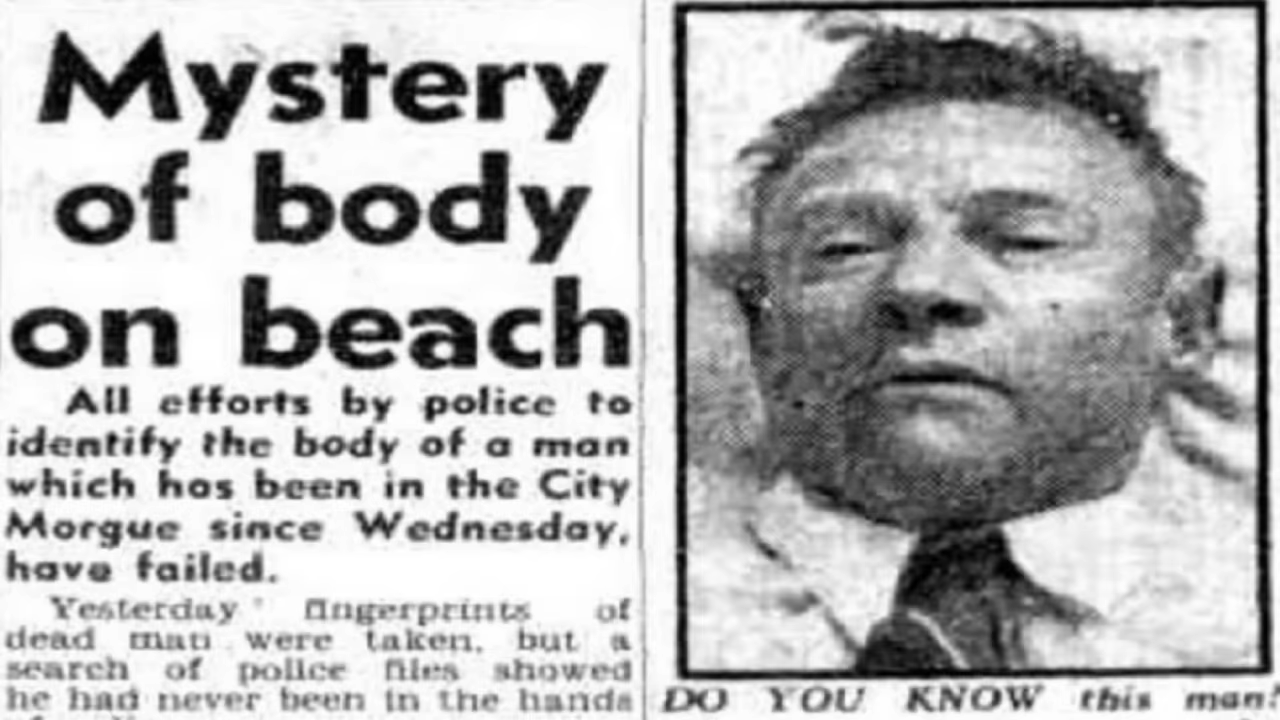 Mystery
of body
on beach
All efforts by police to
identify the body of a man
which has been in the City
Morgue since Wednesday,
have failed.
Yesterday fingerprints of
dead man were taken, but a
search of police files showed
he had never been in the hands
DO YOU KNOW this man?